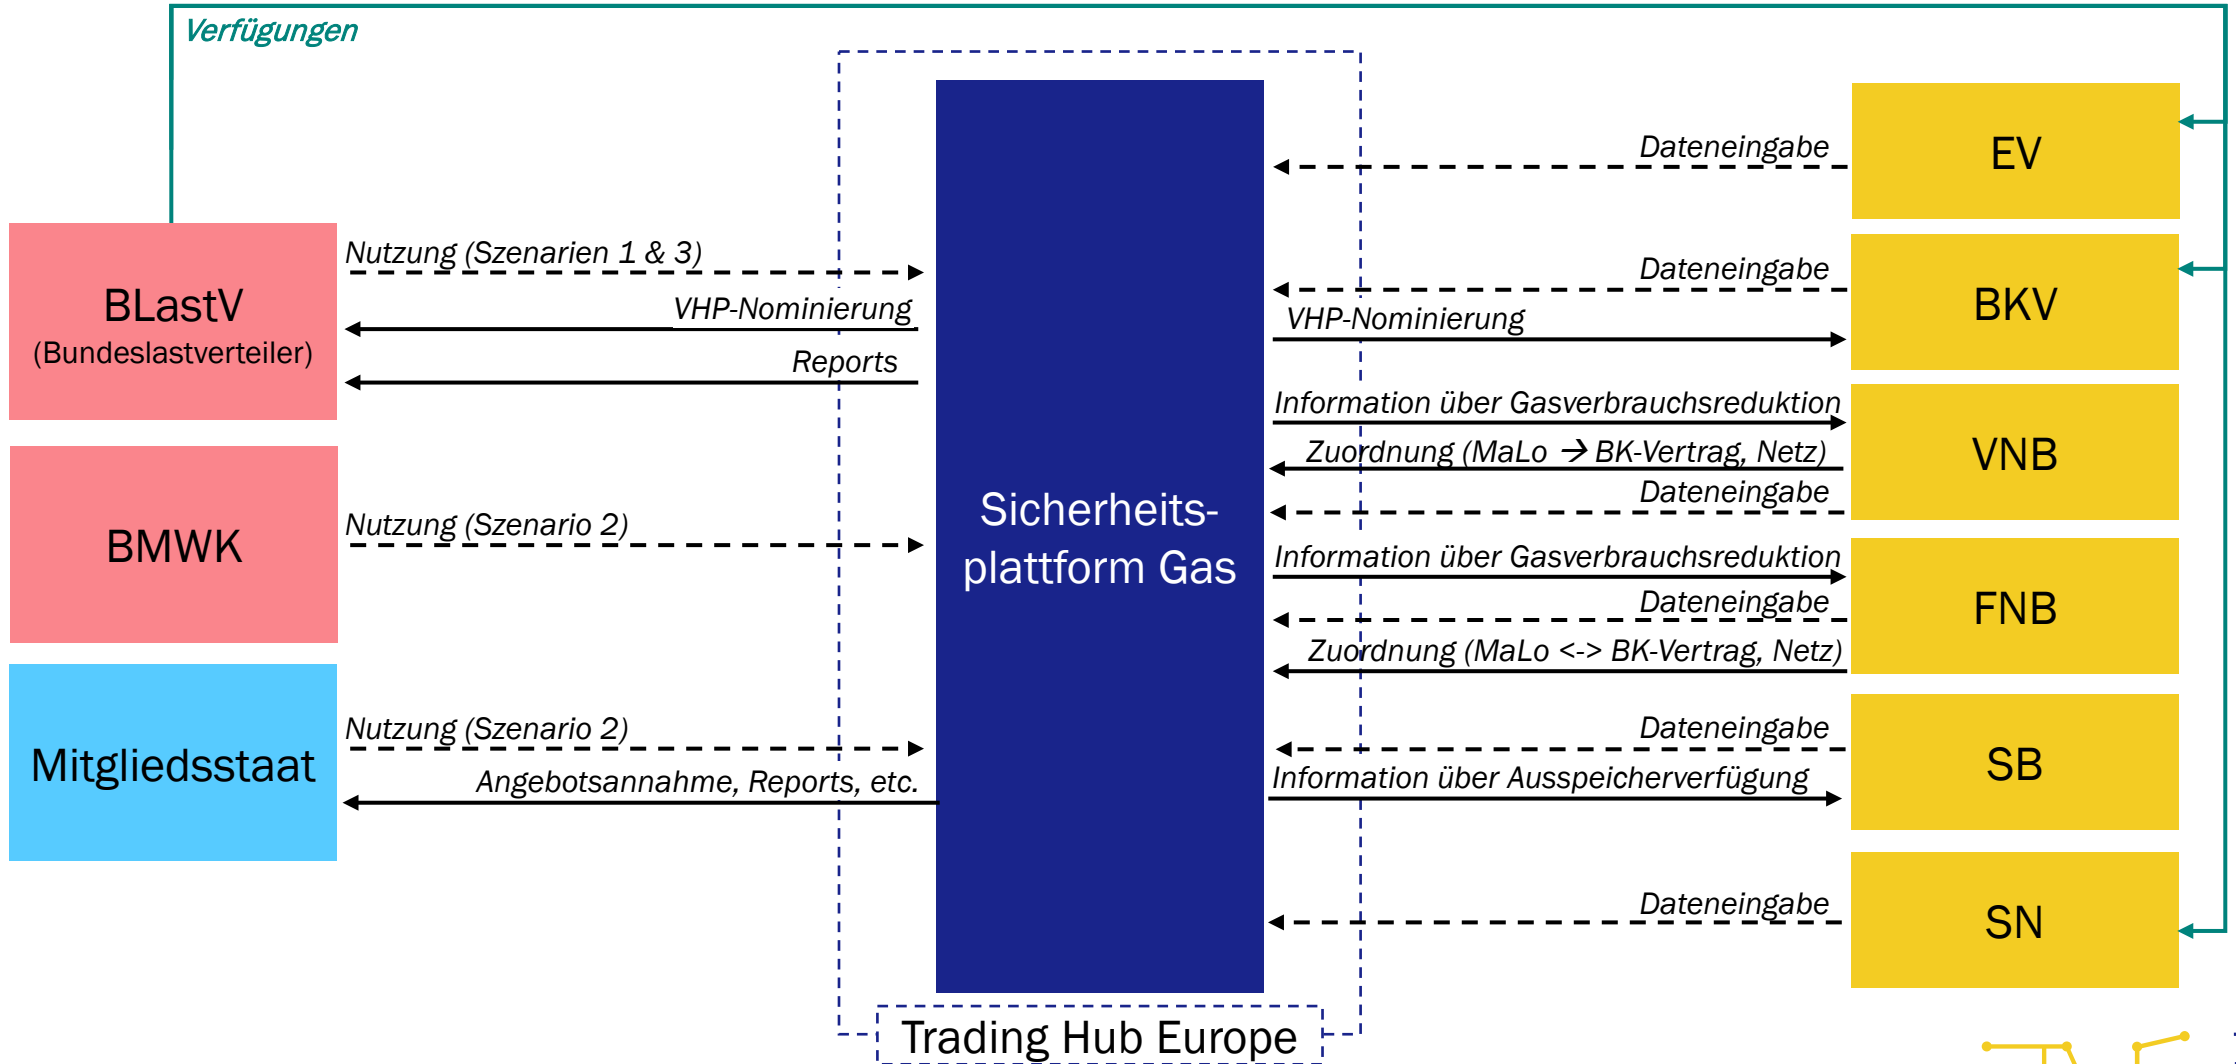 Verfügungen
BLastV
(Bundeslastverteiler)
BMWK
Mitgliedsstaat
Nutzung (Szenarien 1 & 3)
VHP-Nominierung
Reports
Nutzung (Szenario 2)
Nutzung (Szenario 2)
Angebotsannahme, Reports, etc.
Sicherheits-
plattform Gas
Trading Hub Europe
Dateneingabe
Dateneingabe
VHP-Nominierung
Information über Gasverbrauchsreduktion
Zuordnung (MaLo → BK-Vertrag, Netz)
Dateneingabe
Information über Gasverbrauchsreduktion
Dateneingabe
Zuordnung (MaLo <-> BK-Vertrag, Netz)
Dateneingabe
Information über Ausspeicherverfügung
Dateneingabe
EV
BKV
VNB
FNB
SB
SN